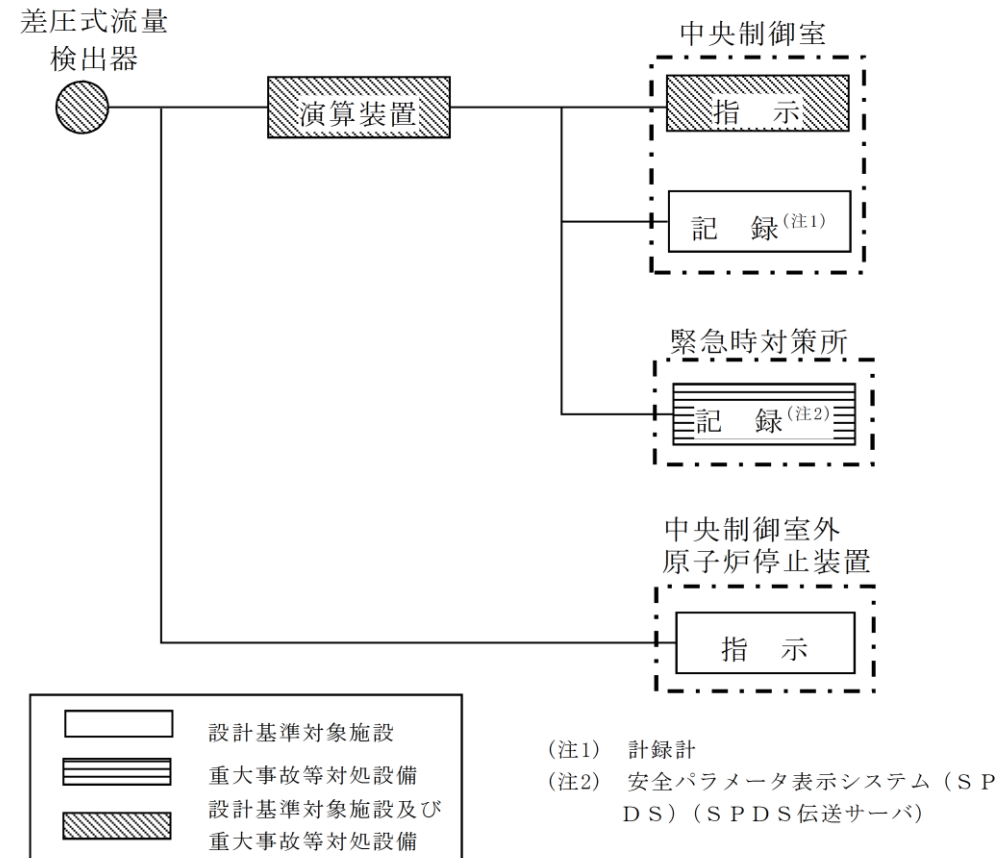 差圧式流量
検出器
演算装置
中央制御室
指 示
記 録(注1)
緊急時対策所
記 録(注2)
中央制御室外
原子炉停止装置
指 示
設計基準対象施設
重大事故等対処設備
設計基準対象施設及び
重大事故等対処設備
(注1) 計録計
(注2) 安全パラメータ表示システム(SP
DS)(SPDS伝送サーバ)